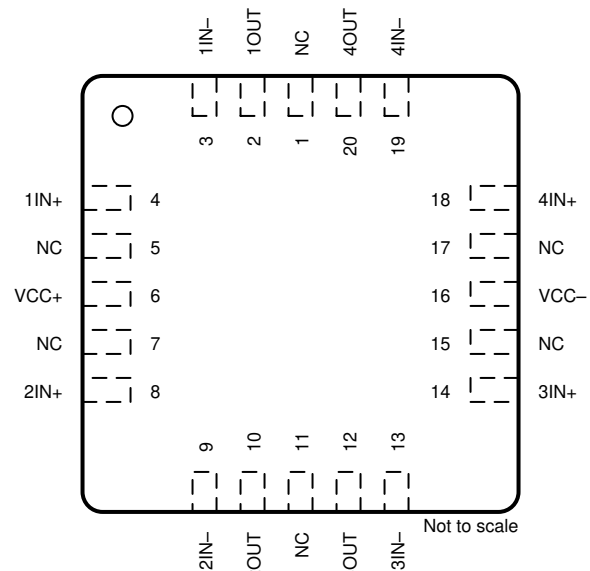 1IN–
1OUT
NC
4OUT
4IN–
3
2
1
20
19
1IN+
4
18
4IN+
NC
5
17
NC
VCC+
6
16
VCC–
NC
7
15
NC
2IN+
8
14
3IN+
9
10
11
12
13
2IN–
OUT
NC
OUT
3IN–
Not to scale